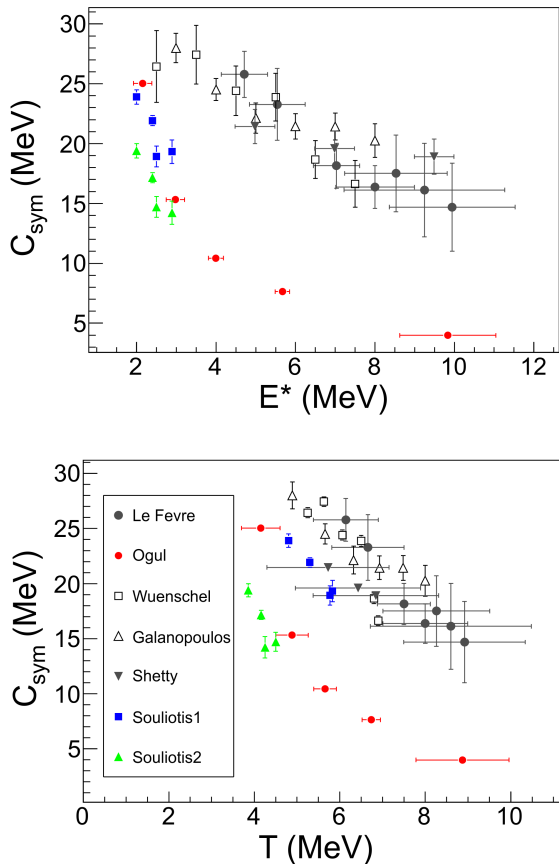 C_sym (MeV)
30
25
20
15
10
5
2 4 6 8 10 12
E* (MeV)
C_sym (MeV)
30
25
20
15
10
5
0
Le Fevre
Ogul
Wuenschel
Galanopoulos
Shetty
Souliotis1
Souliotis2
0 2 4 6 8 10
T (MeV)